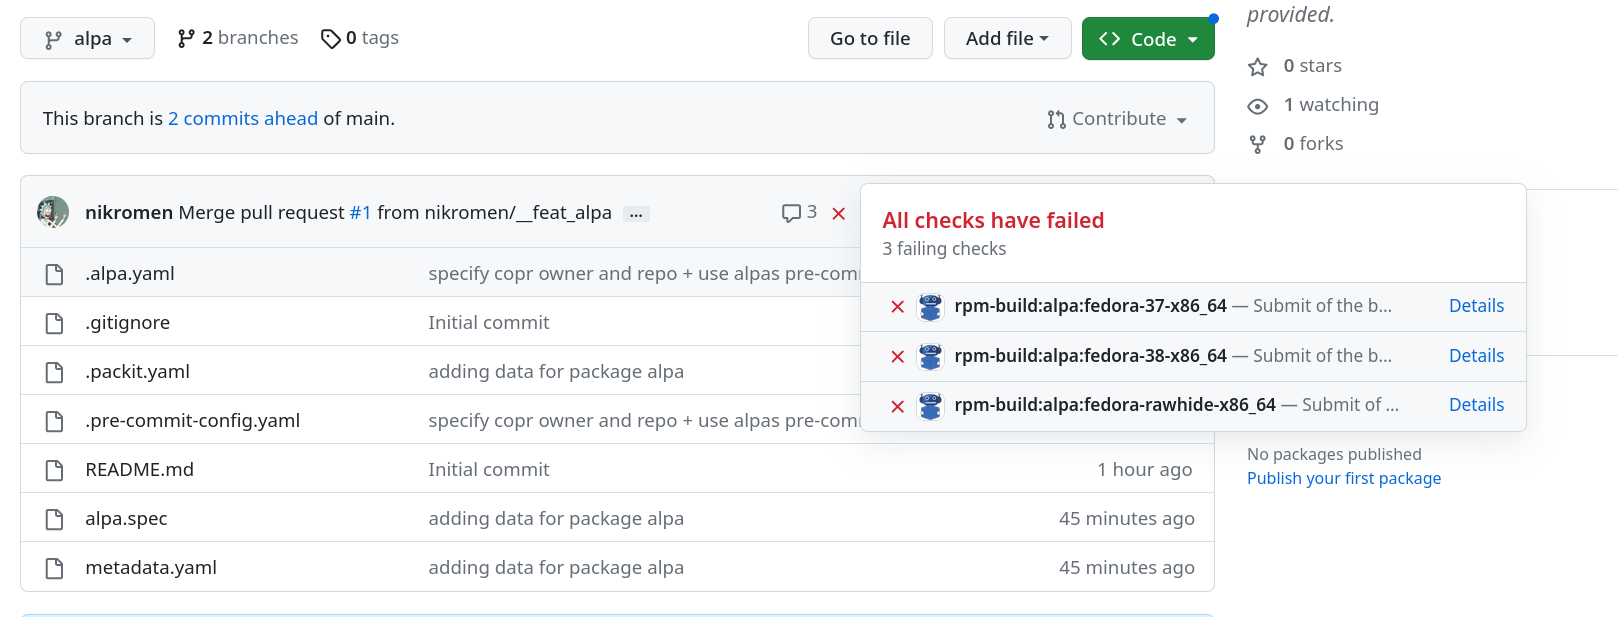 provided.
alpa
2 branches
0 tags
Go to file
Add file
Code
0 stars
1 watching
0 forks
This branch is 2 commits ahead of main.
Contribute
nikromen Merge pull request #1 from nikromen/__feat_alpa ...
3
All checks have failed
3 failing checks
rpm-build:alpa:fedora-37-x86_64 — Submit of the b... Details
rpm-build:alpa:fedora-38-x86_64 — Submit of the b... Details
rpm-build:alpa:fedora-rawhide-x86_64 — Submit of ... Details
.alpa.yaml specify copr owner and repo + use alpas pre-com
.gitignore Initial commit
.packit.yaml adding data for package alpa
.pre-commit-config.yaml specify copr owner and repo + use alpas pre-com
README.md Initial commit 1 hour ago
alpa.spec adding data for package alpa 45 minutes ago
metadata.yaml adding data for package alpa 45 minutes ago
No packages published
Publish your first package